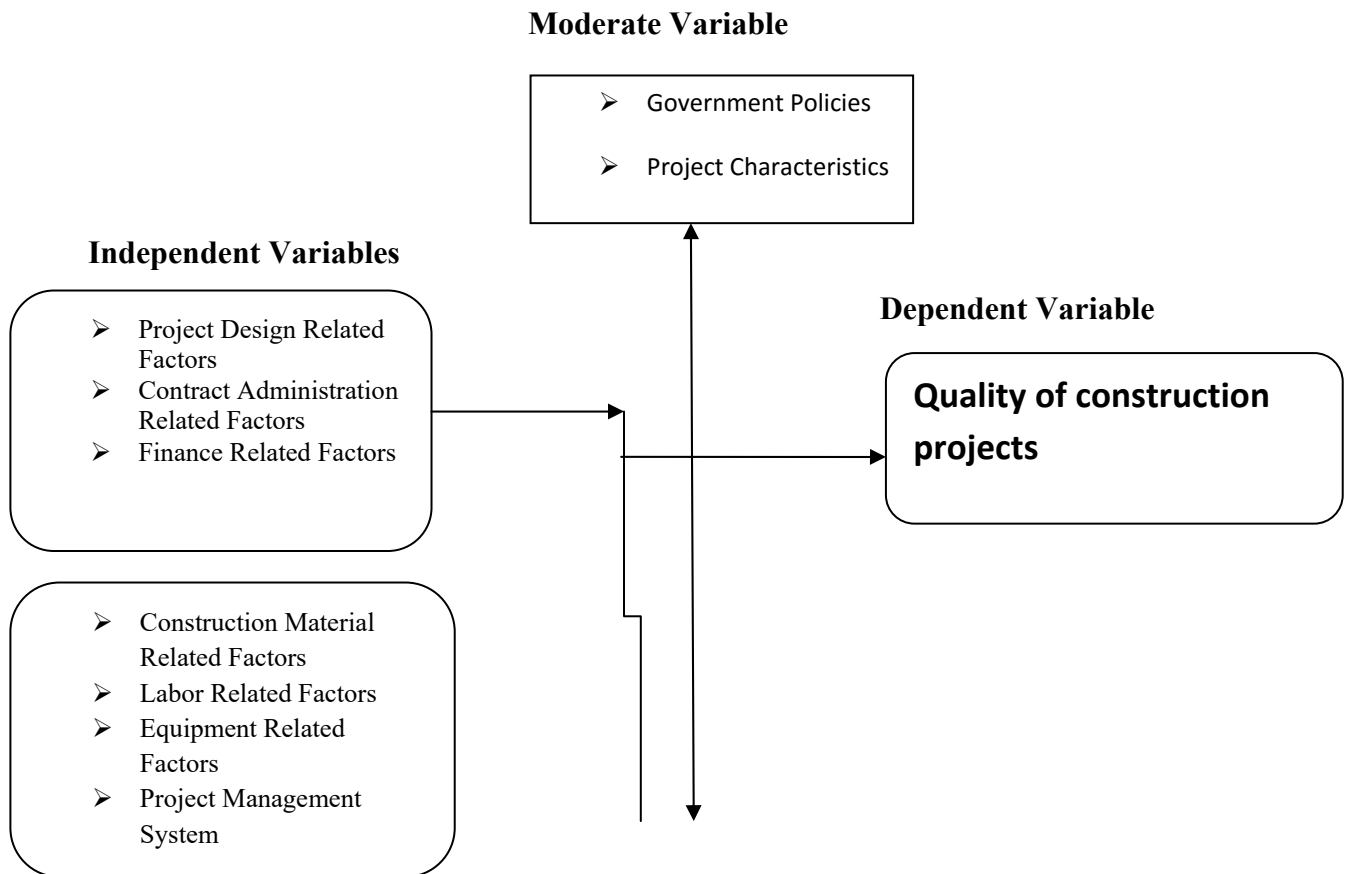 Moderate Variable
➢ Government Policies
➢ Project Characteristics
Independent Variables
➢ Project Design Related
Factors
➢ Contract Administration
Related Factors
➢ Finance Related Factors
➢ Construction Material
Related Factors
➢ Labor Related Factors
➢ Equipment Related
Factors
➢ Project Management
System
Dependent Variable
Quality of construction
projects